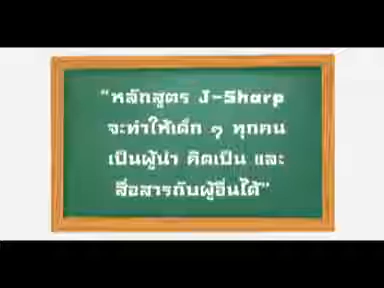 “หลักสูตร J-Sharp
จะทำให้เด็ก ๆ ทุกคน
เป็นผู้นำ คิดเป็น และ
สื่อสารกับผู้อื่นได้”